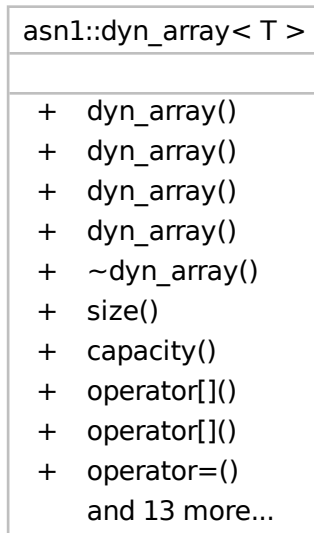 asn1::dyn_array< T >
+ dyn_array()
+ dyn_array()
+ dyn_array()
+ dyn_array()
+ ~dyn_array()
+ size()
+ capacity()
+ operator[]()
+ operator[]()
+ operator=()
and 13 more...